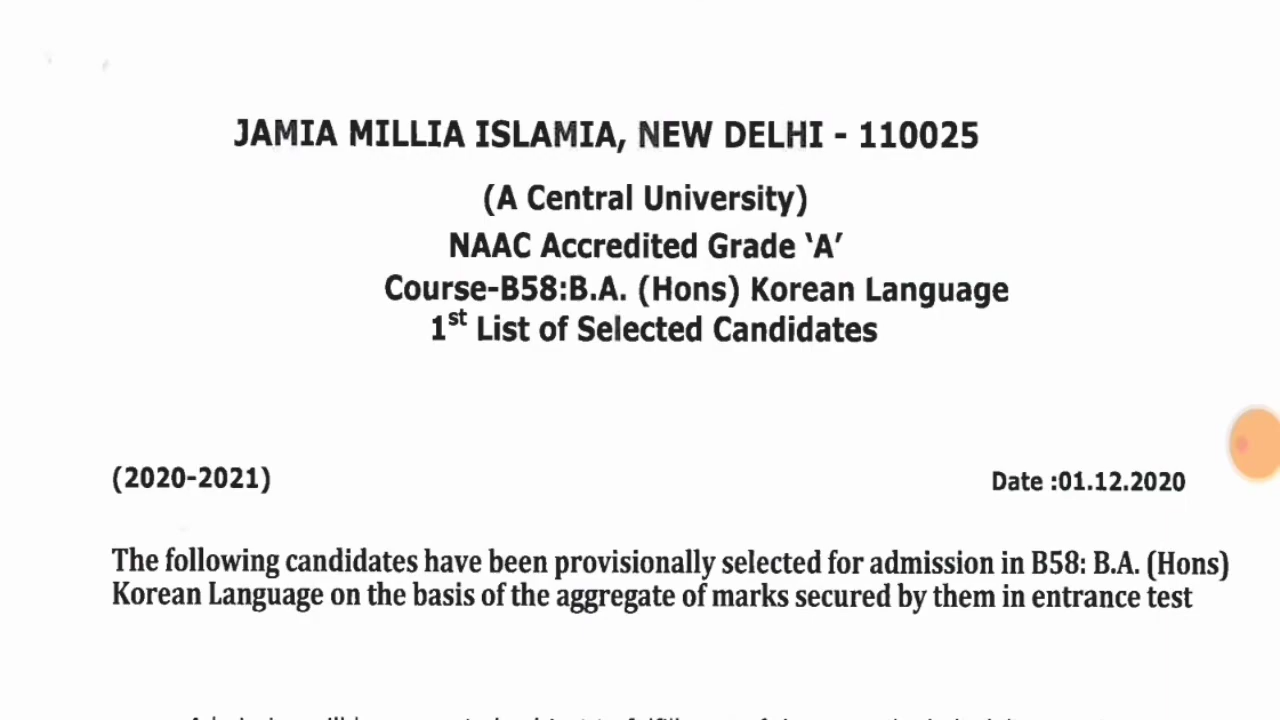 JAMIA MILLIA ISLAMIA, NEW DELHI - 110025
(A Central University)
NAAC Accredited Grade 'A'
Course-B58:B.A. (Hons) Korean Language
1st List of Selected Candidates
(2020-2021)
Date :01.12.2020
The following candidates have been provisionally selected for admission in B58: B.A. (Hons)
Korean Language on the basis of the aggregate of marks secured by them in entrance test